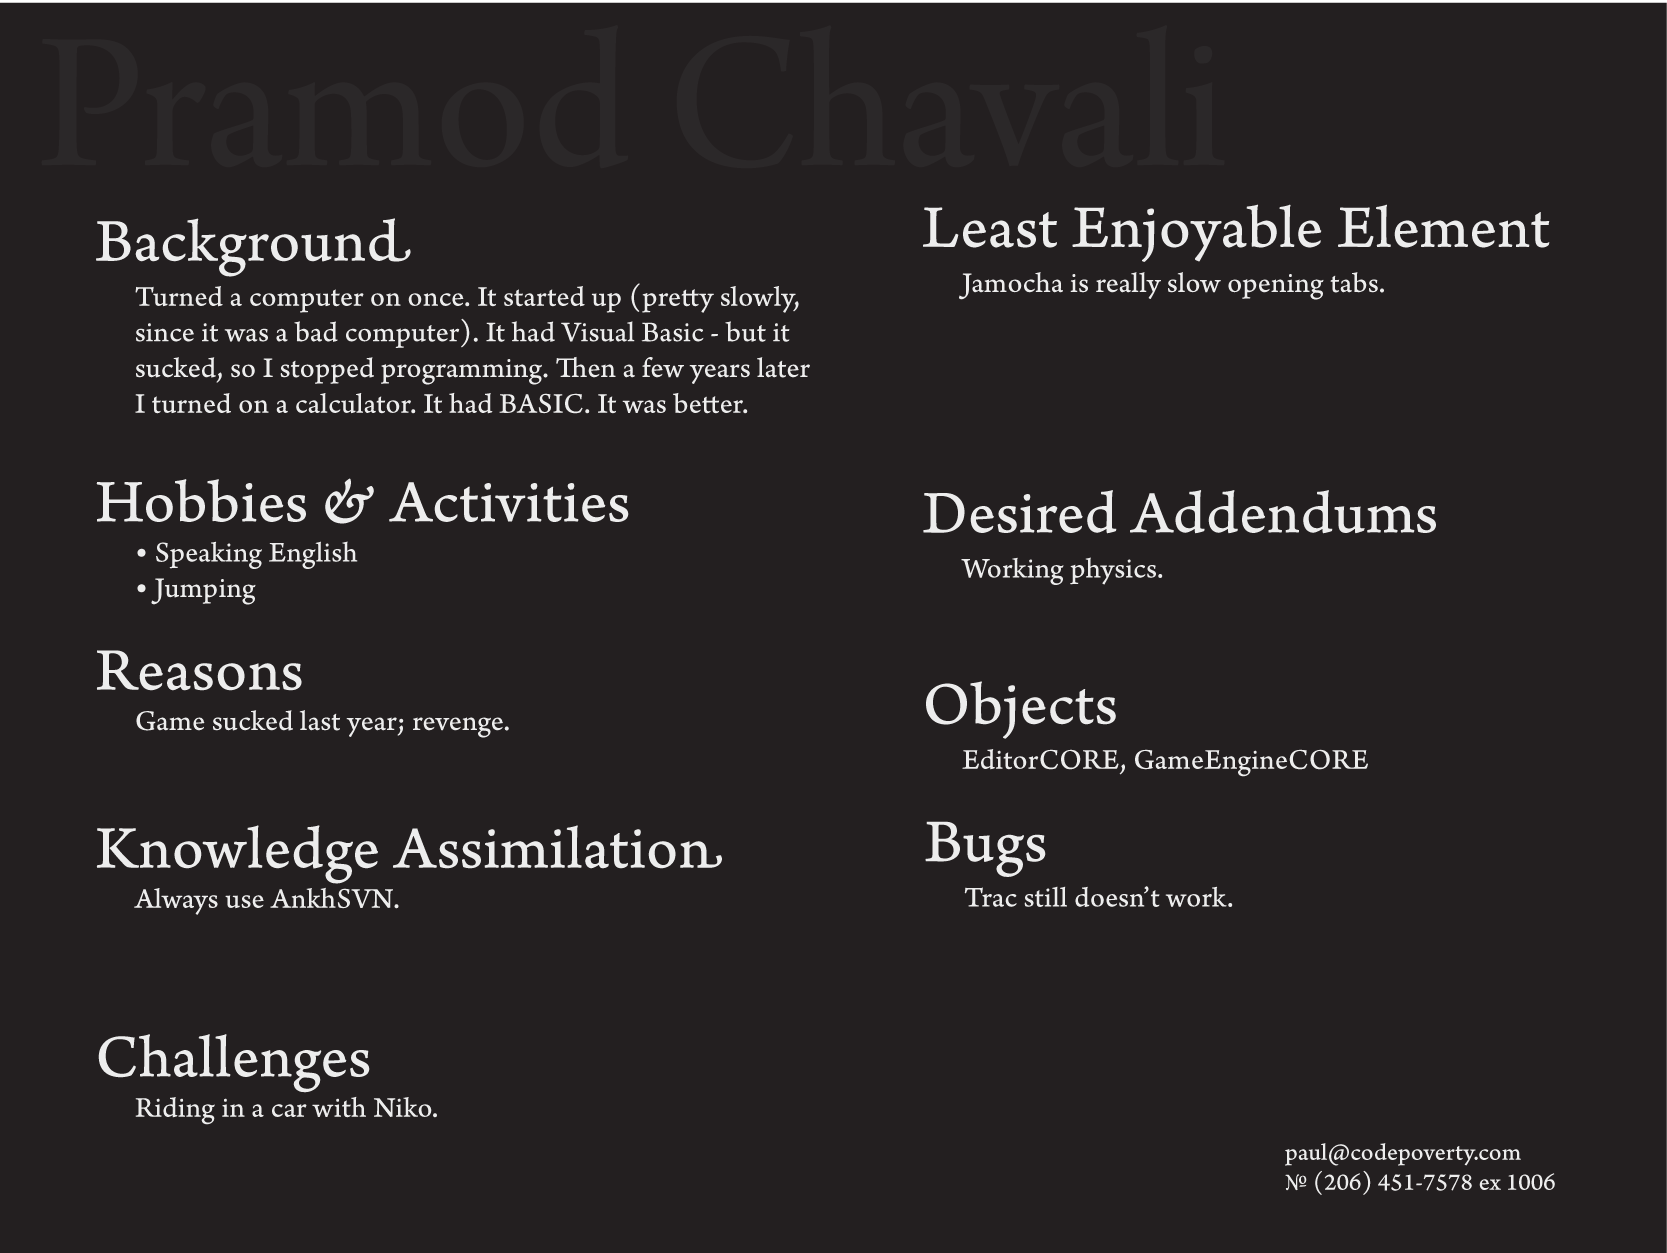 Pramod Chavali
Background
Turned a computer on once. It started up (pretty slowly,
since it was a bad computer). It had Visual Basic - but it
sucked, so I stopped programming. Then a few years later
I turned on a calculator. It had BASIC. It was better.
Hobbies & Activities
• Speaking English
• Jumping
Reasons
Game sucked last year; revenge.
Knowledge Assimilation
Always use AnkhSVN.
Challenges
Riding in a car with Niko.
Least Enjoyable Element
Jamocha is really slow opening tabs.
Desired Addendums
Working physics.
Objects
EditorCORE, GameEngineCORE
Bugs
Trac still doesn’t work.
paul@codepoverty.com
№ (206) 451-7578 ex 1006